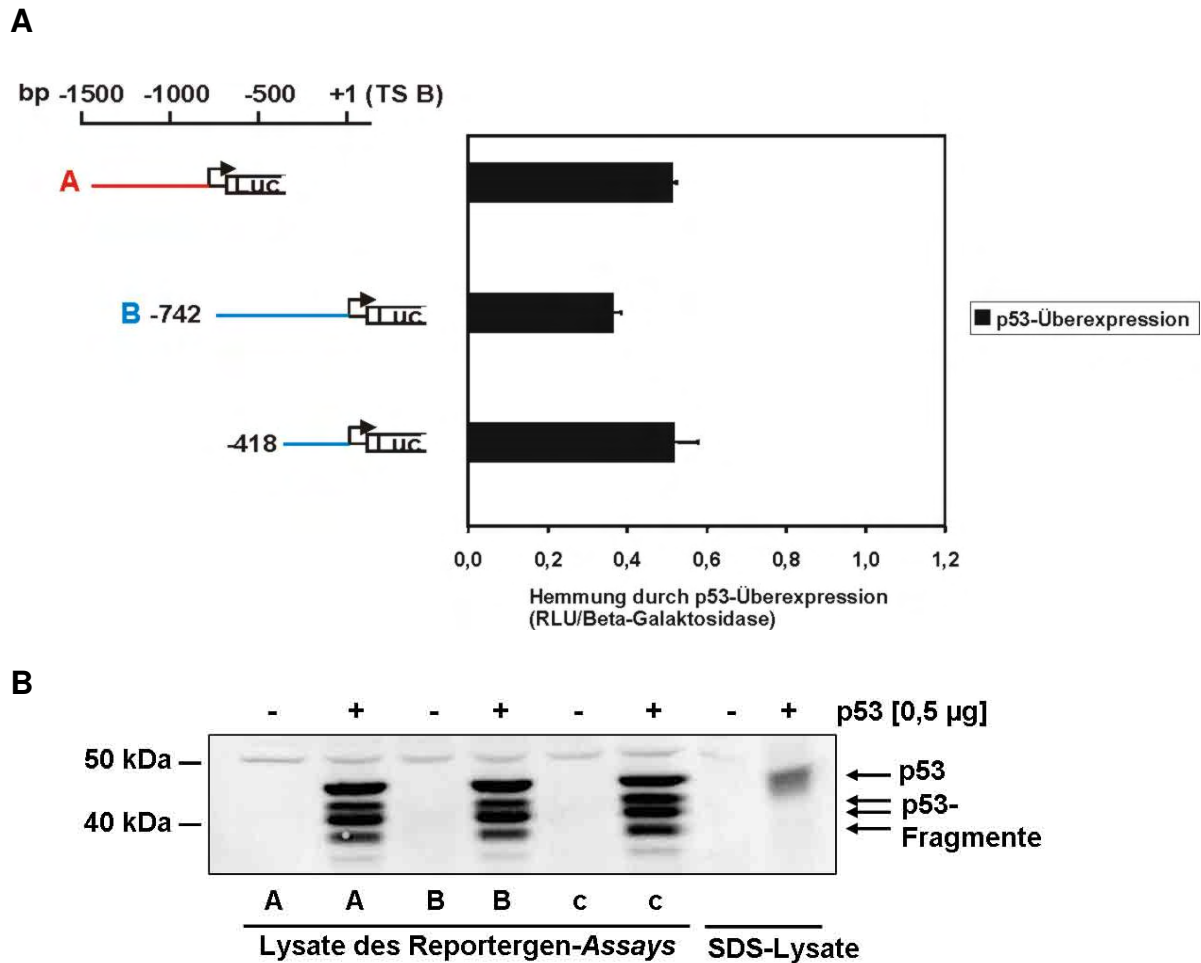 A
bp -1500 -1000 -500 +1 (TS B)
A Luc
B -742 Luc
-418 Luc
p53-Überexpression
0,0 0,2 0,4 0,6 0,8 1,0 1,2
Hemmung durch p53-Überexpression
(RLU/Beta-Galaktosidase)
B
- + - + - + - + p53 [0,5 µg]
50 kDa
p53
p53-
40 kDa
Fragmente
A A B B c c
Lysate des Reportergen-Assays SDS-Lysate